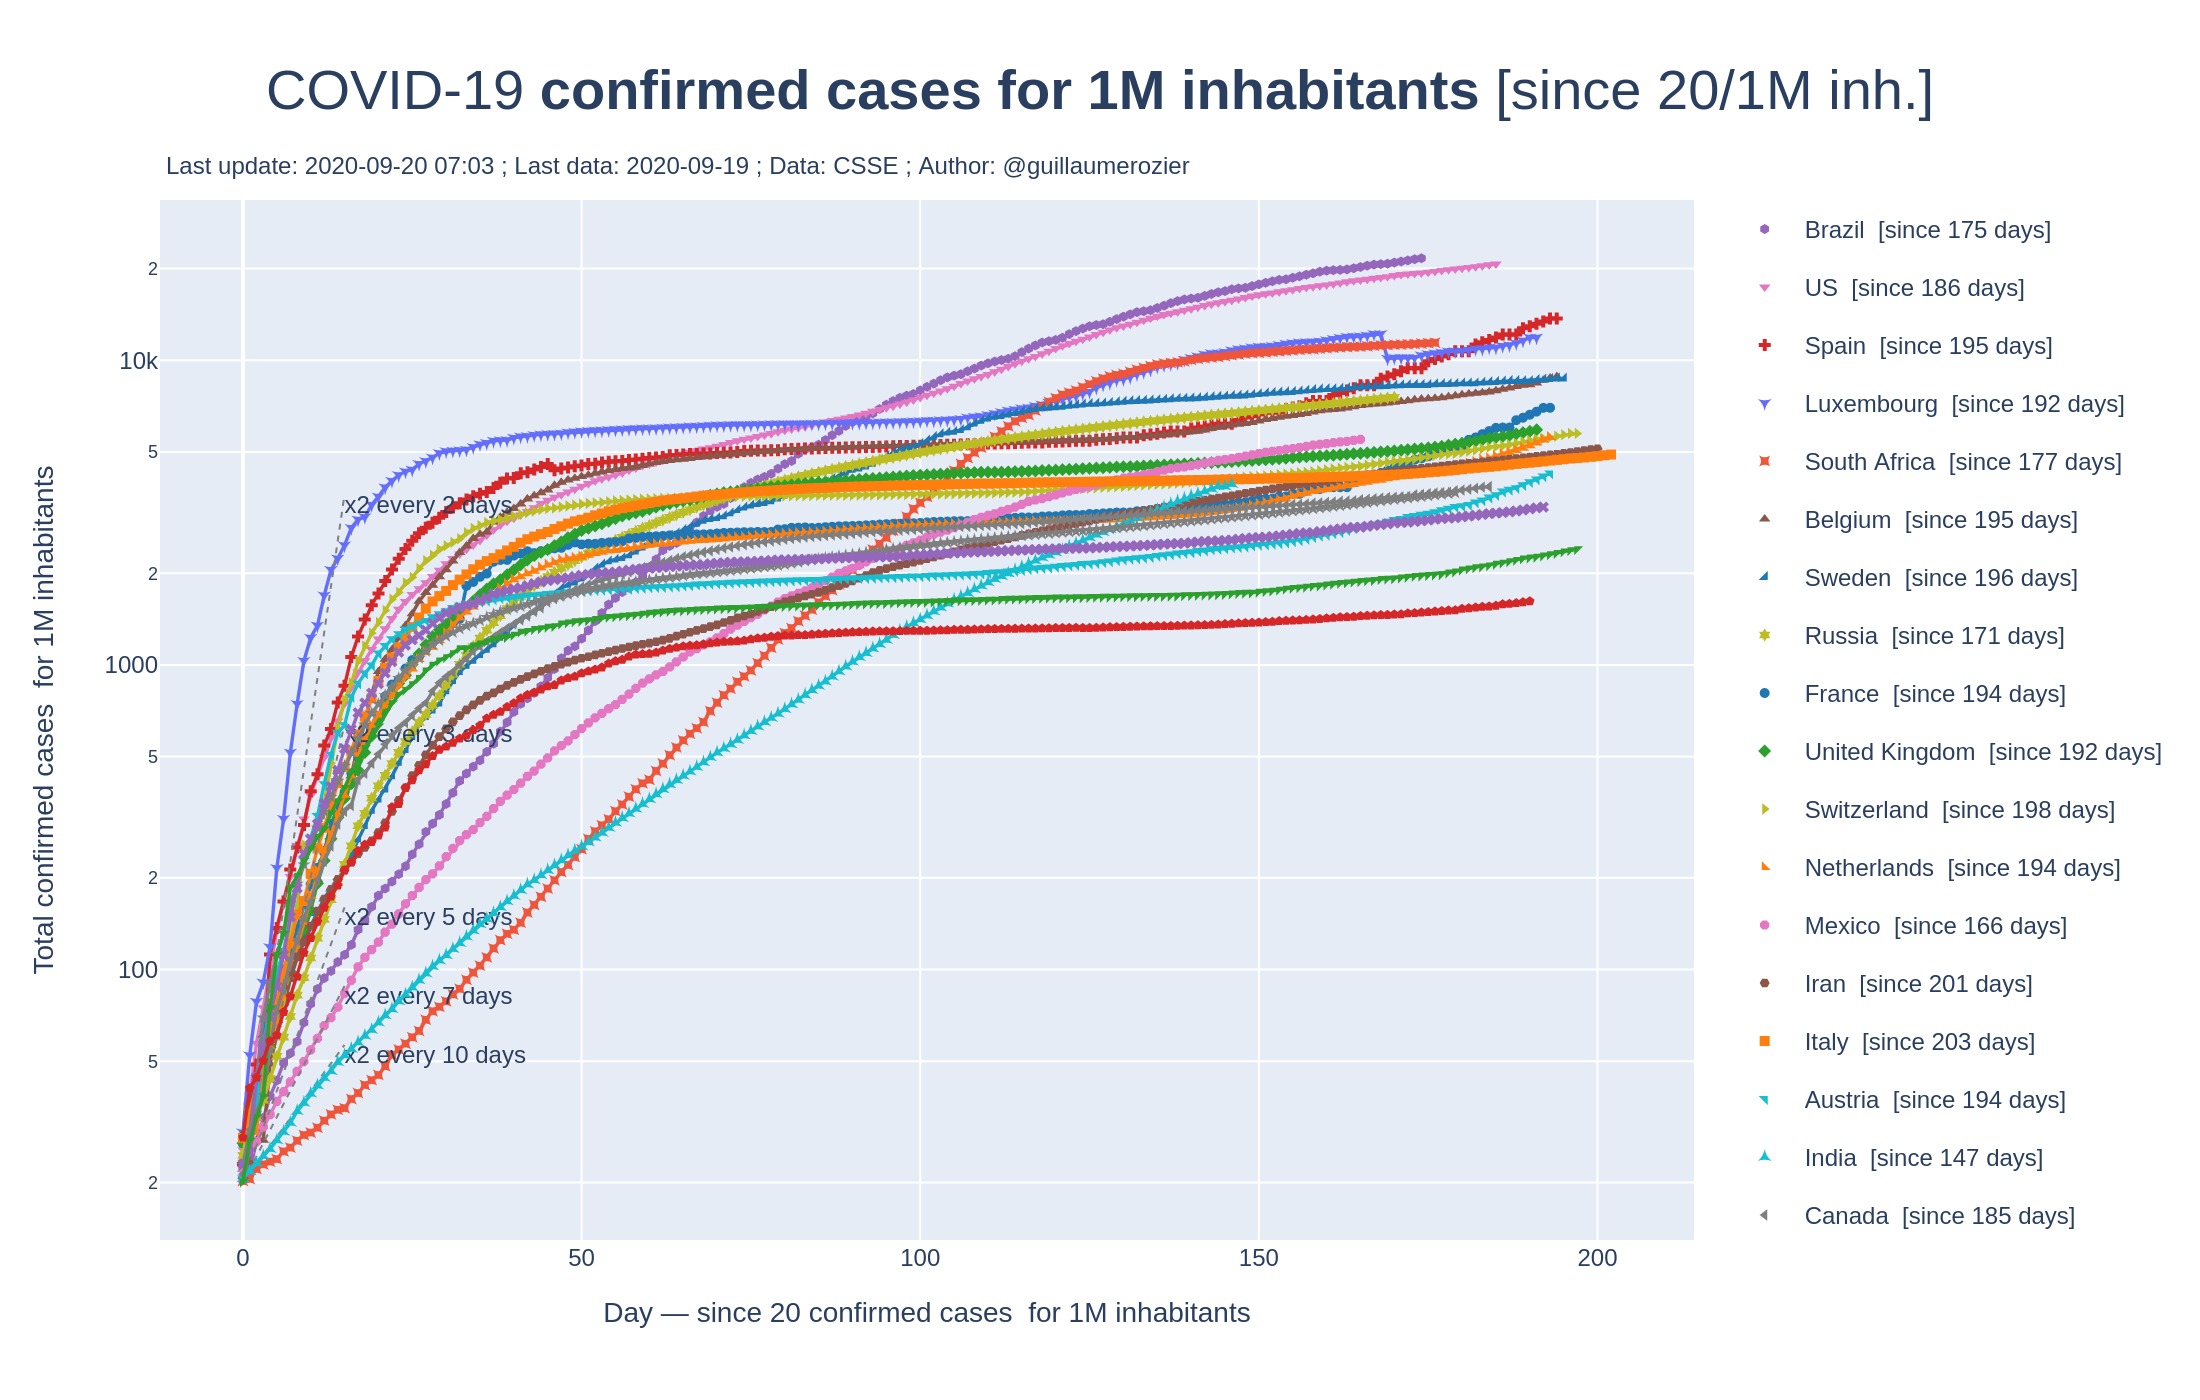 COVID-19 confirmed cases for 1M inhabitants [since 20/1M inh.]
Last update: 2020-09-20 07:03 ; Last data: 2020-09-19 ; Data: CSSE ; Author: @guillaumerozier
Total confirmed cases  for 1M inhabitants
2
10k
5
2
1000
5
2
100
5
2
x2 every 2 days
x2 every 3 days
x2 every 5 days
x2 every 7 days
x2 every 10 days
0
50
100
150
200
Day — since 20 confirmed cases  for 1M inhabitants
Brazil  [since 175 days]
US  [since 186 days]
Spain  [since 195 days]
Luxembourg  [since 192 days]
South Africa  [since 177 days]
Belgium  [since 195 days]
Sweden  [since 196 days]
Russia  [since 171 days]
France  [since 194 days]
United Kingdom  [since 192 days]
Switzerland  [since 198 days]
Netherlands  [since 194 days]
Mexico  [since 166 days]
Iran  [since 201 days]
Italy  [since 203 days]
Austria  [since 194 days]
India  [since 147 days]
Canada  [since 185 days]